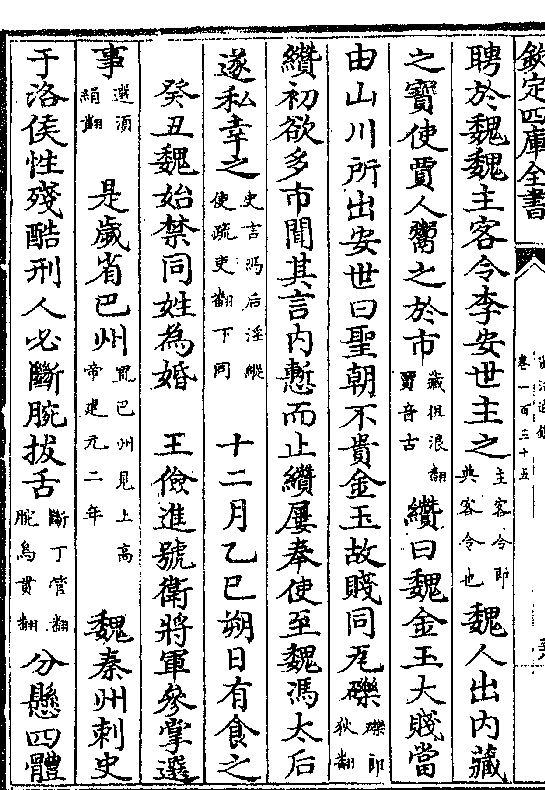 欽定四庫全書
卷一百三十五
聘於魏魏主客令李安世主之主客令即典客令也魏人出内藏
之寶使賈人鬻之於市藏徂浪翻賈音古纘曰魏金玉大賤當
由山川所出安世曰聖朝不貴金玉故賤同瓦礫礫郎狄翻
纘初欲多市聞其言内慙而止纘屢奉使至魏馮太后
遂私幸之史言馮后淫縱使疏吏翻下同 十二月乙巳朔日有食之
癸丑魏始禁同姓為婚 王儉進號衛將軍參掌選
事選須絹翻 是歲省巴州置巴州見上高帝建元二年 魏秦州刺史
于洛侯性殘酷刑人必斷腕拔舌斷丁管翻腕烏貫翻分懸四體